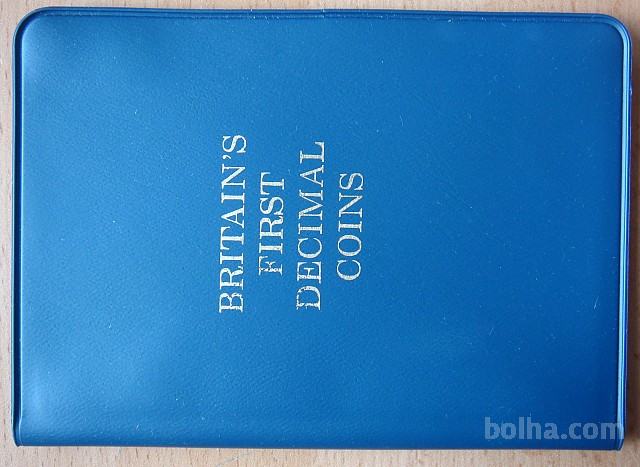 BRITAIN'S
FIRST
DECIMAL
COINS
bolha.com